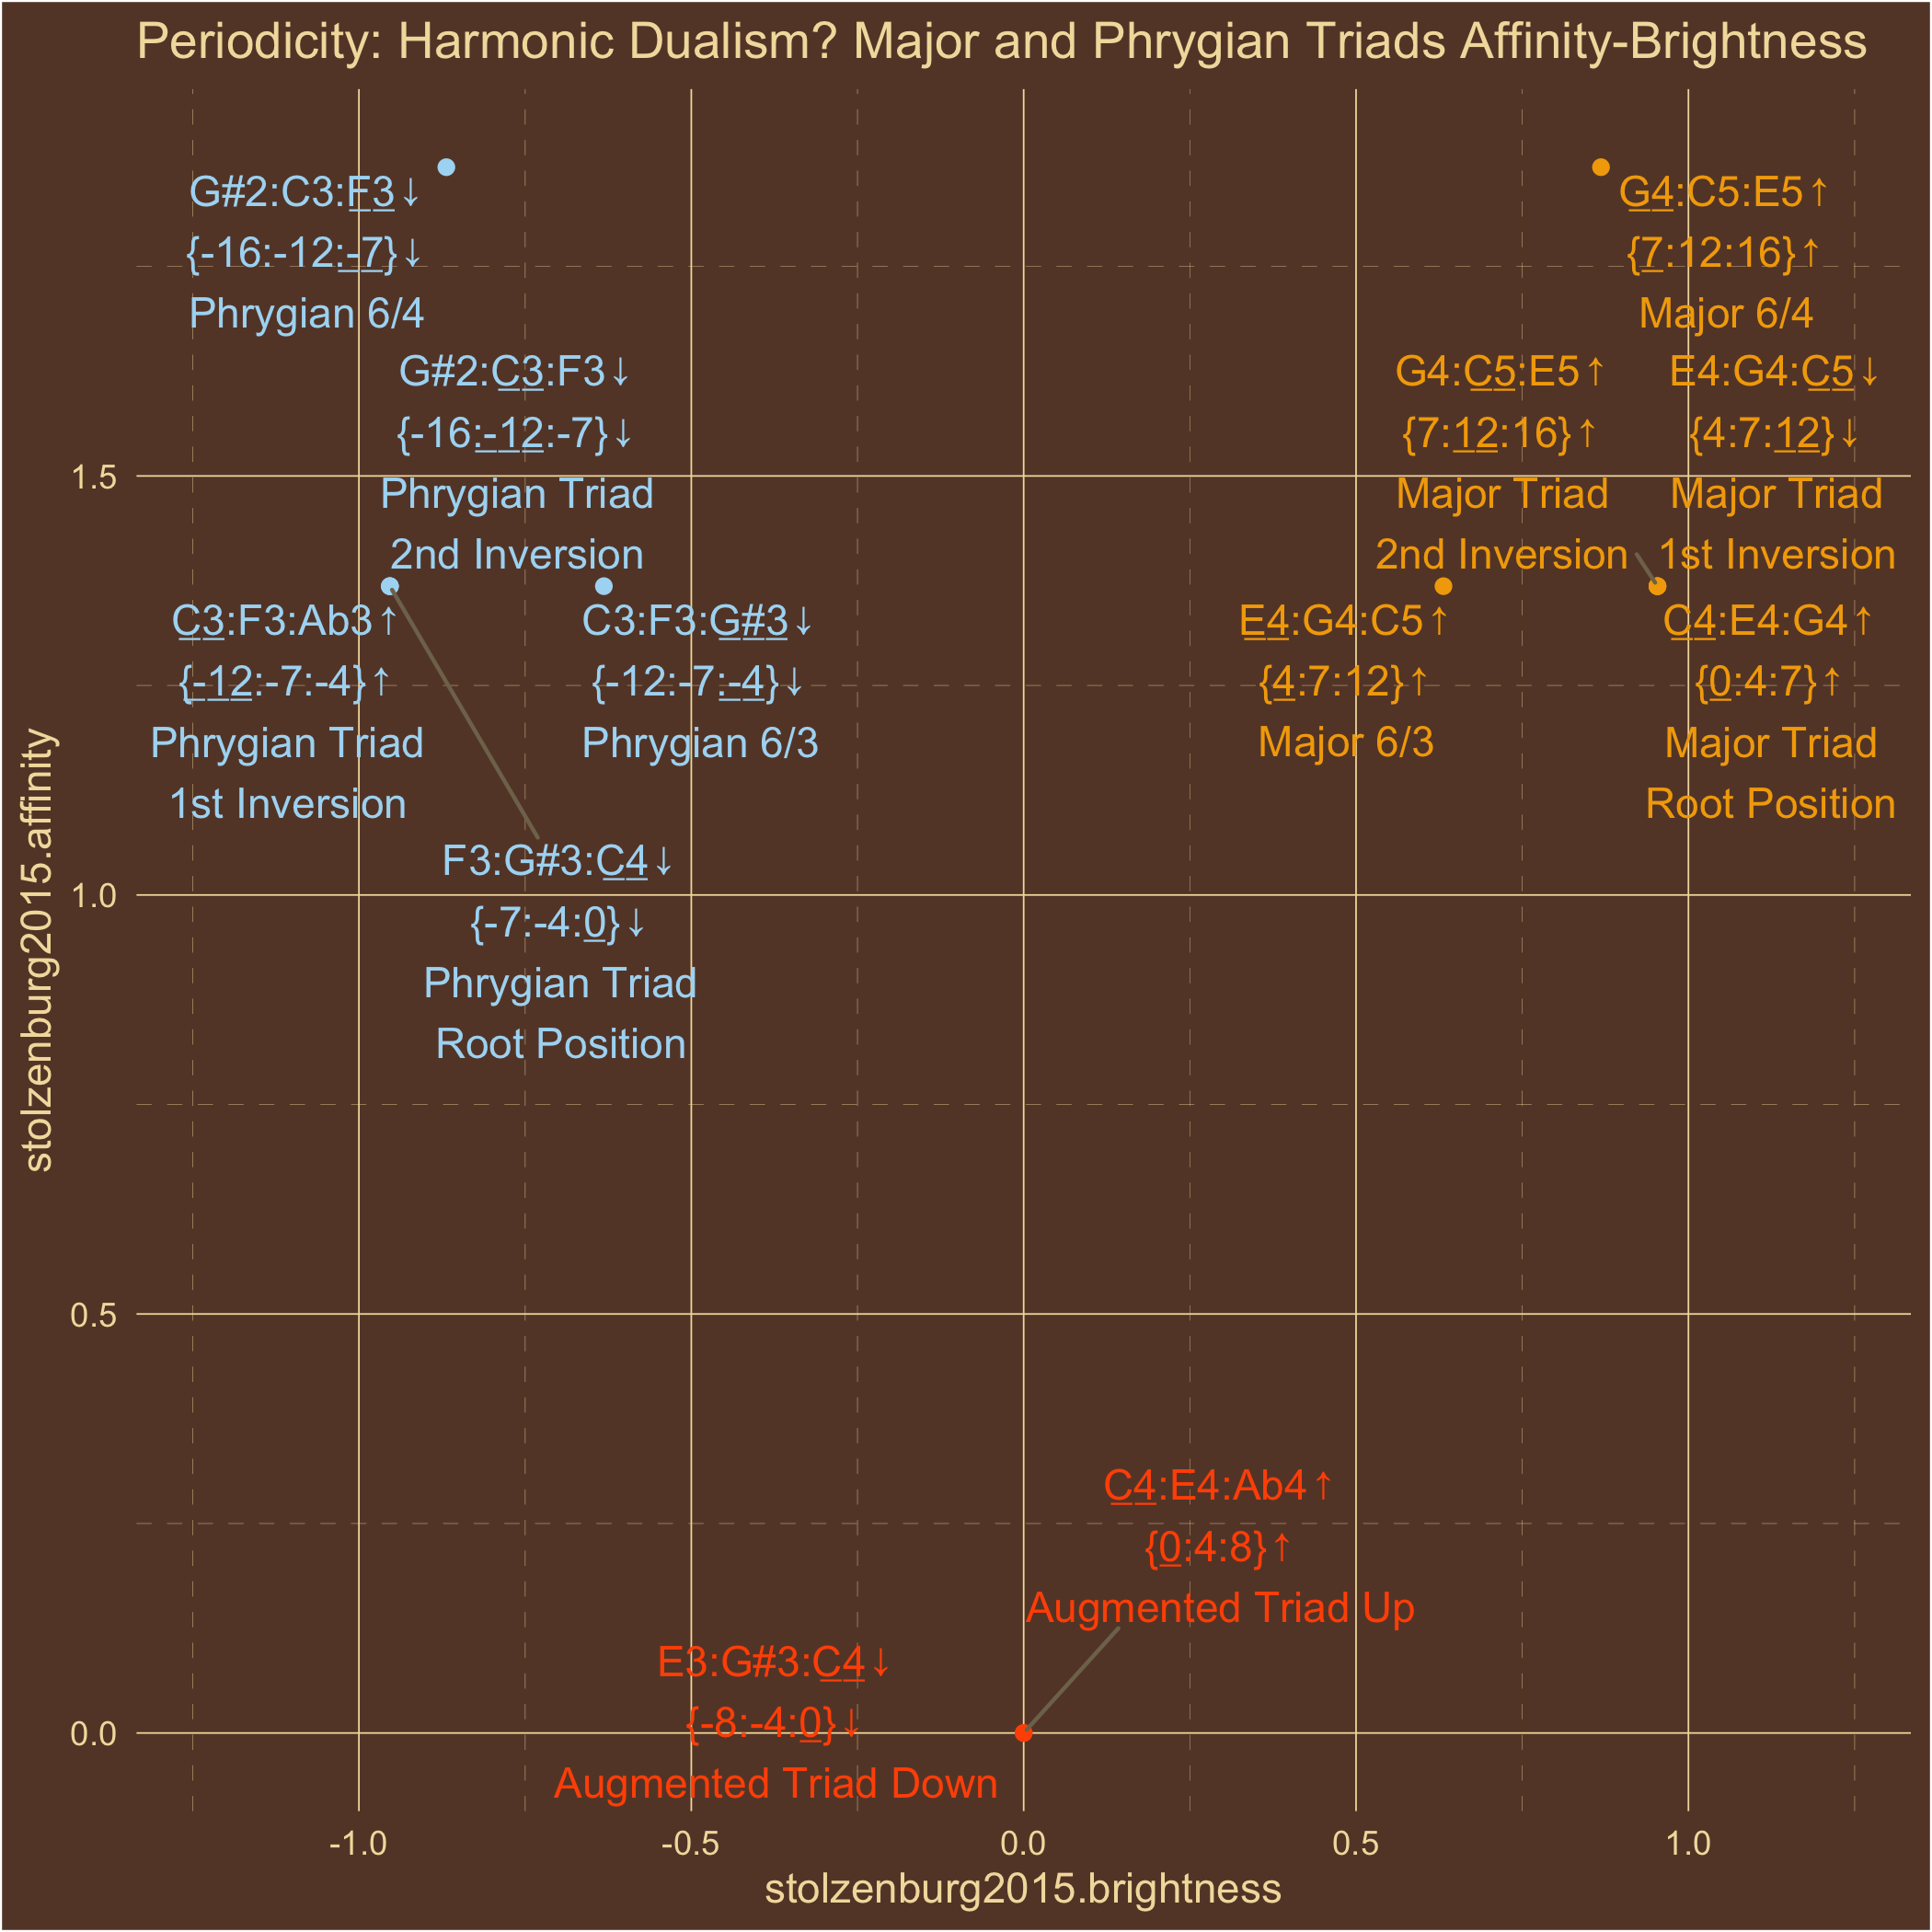 Periodicity: Harmonic Dualism? Major and Phrygian Triads Affinity-Brightness
G#2:C3:F3↓
{-16:-12:-7}↓
Phrygian 6/4
G4:C5:E5↑
{7:12:16}↑
Major 6/4
G#2:C3:F3↓
{-16:-12:-7}↓
Phrygian Triad
2nd Inversion
G4:C5:E5↑
{7:12:16}↑
Major Triad
2nd Inversion
E4:G4:C5↓
{4:7:12}↓
Major Triad
1st Inversion
C3:F3:Ab3↑
{-12:-7:-4}↑
Phrygian Triad
1st Inversion
C3:F3:G#3↓
{-12:-7:-4}↓
Phrygian 6/3
E4:G4:C5↑
{4:7:12}↑
Major 6/3
C4:E4:G4↑
{0:4:7}↑
Major Triad
Root Position
F3:G#3:C4↓
{-7:-4:0}↓
Phrygian Triad
Root Position
C4:E4:Ab4↑
{0:4:8}↑
Augmented Triad Up
E3:G#3:C4↓
{-8:-4:0}↓
Augmented Triad Down
stolzenburg2015.affinity
1.5
1.0
0.5
0.0
-1.0
-0.5
0.0
0.5
1.0
stolzenburg2015.brightness